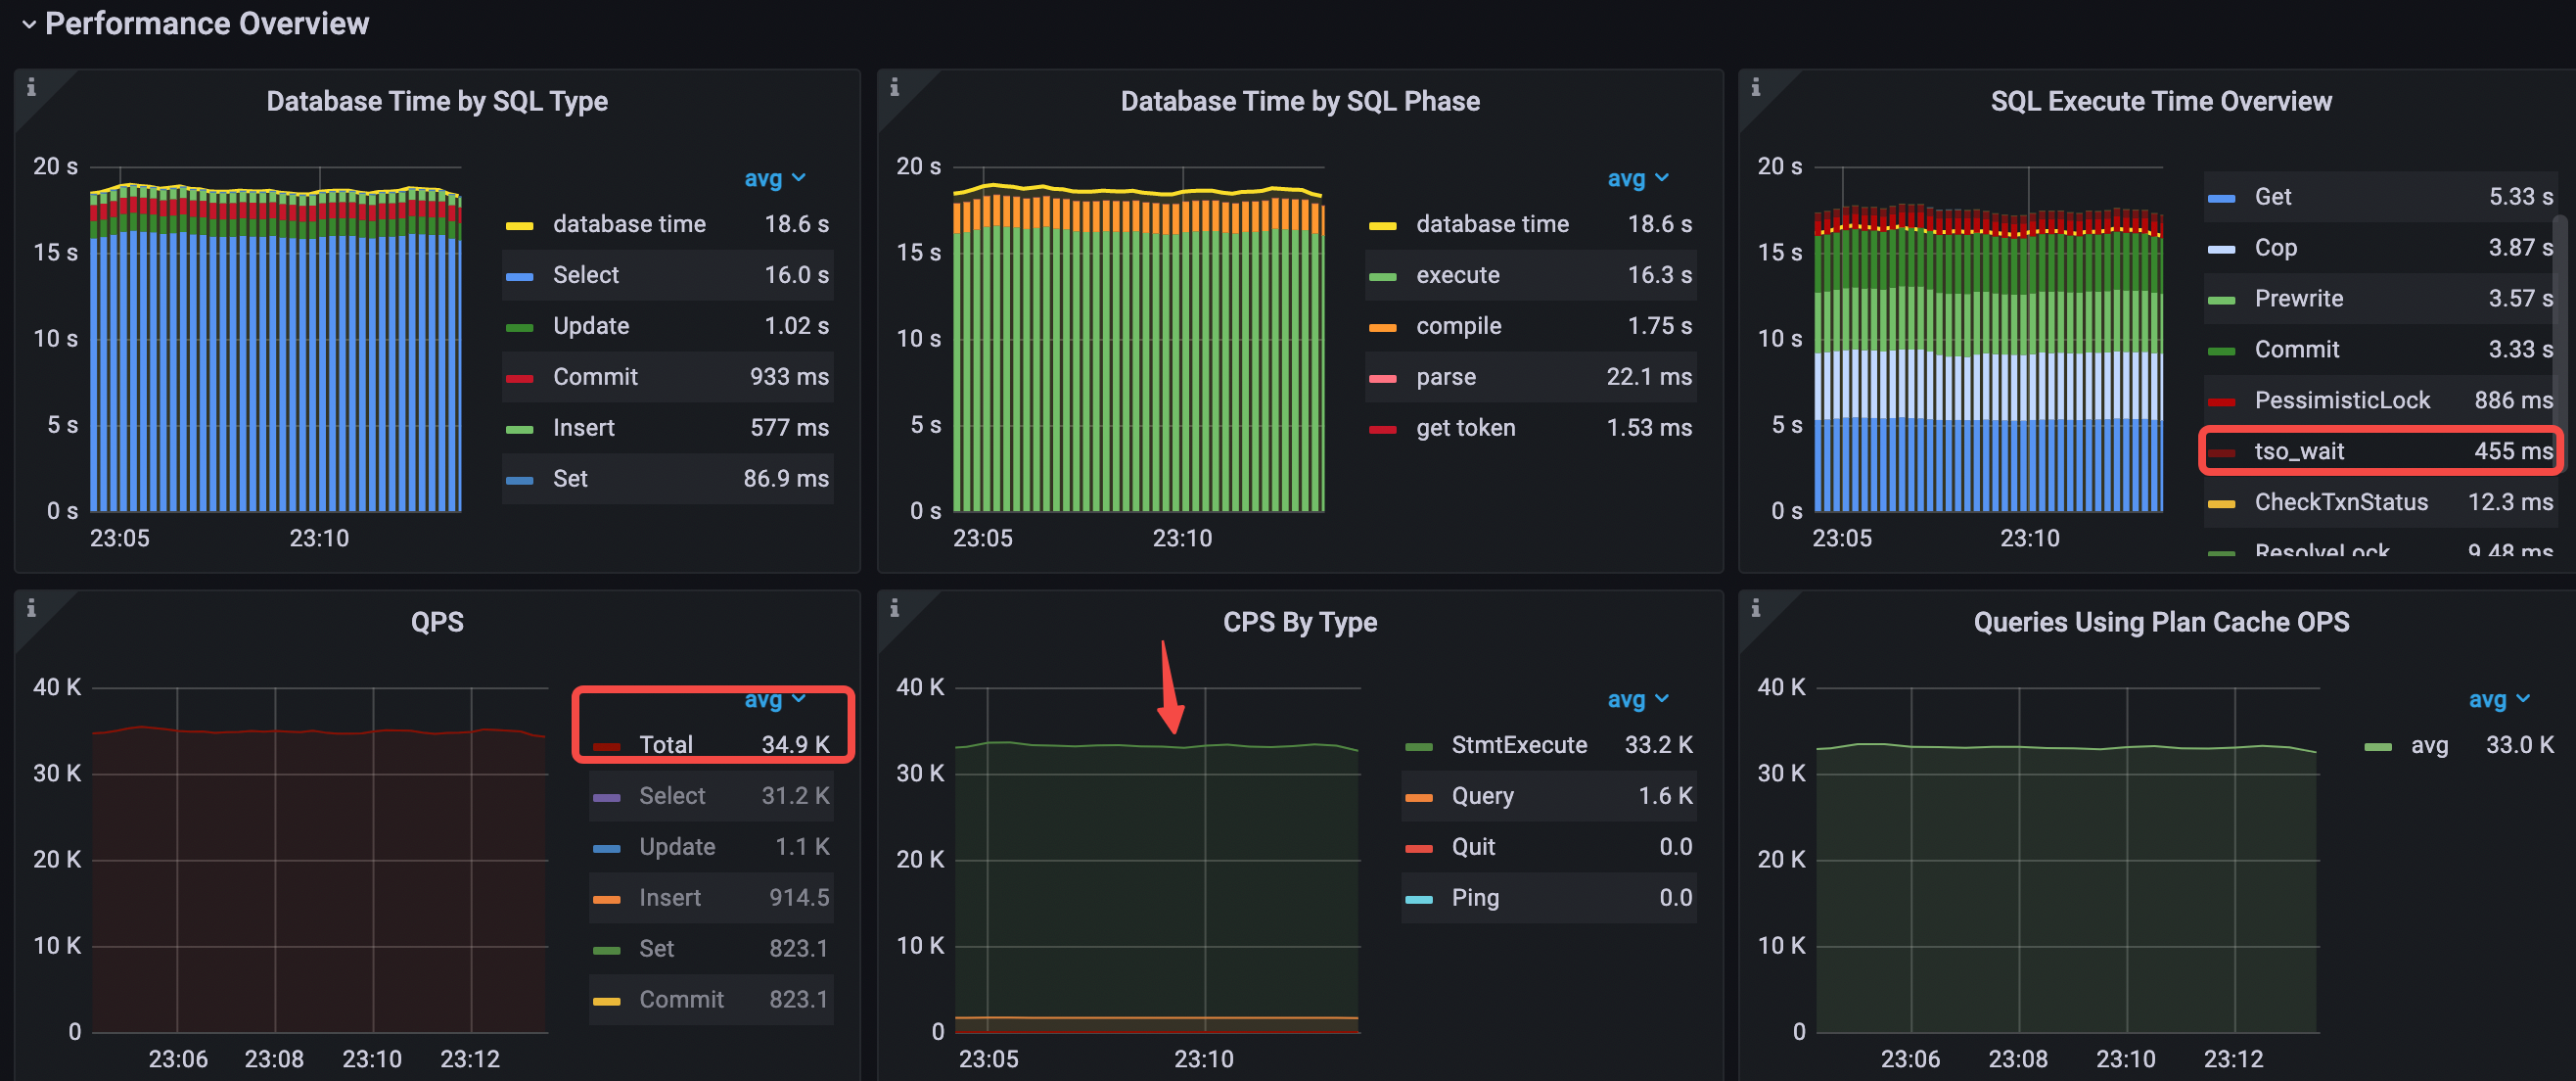 Performance Overview
Database Time by SQL Type
20 s
15 s
10 s
5 s
0 s
23:05
23:10
avg
database time 18.6 s
Select 16.0 s
Update 1.02 s
Commit 933 ms
Insert 577 ms
Set 86.9 ms
Database Time by SQL Phase
20 s
15 s
10 s
5 s
0 s
23:05
23:10
avg
database time 18.6 s
execute 16.3 s
compile 1.75 s
parse 22.1 ms
get token 1.53 ms
SQL Execute Time Overview
20 s
15 s
10 s
5 s
0 s
23:05
23:10
Get 5.33 s
Cop 3.87 s
Prewrite 3.57 s
Commit 3.33 s
PessimisticLock 886 ms
tso_wait 455 ms
CheckTxnStatus 12.3 ms
ResolveLock 9.48 ms
QPS
40 K
30 K
20 K
10 K
0
23:06
23:08
23:10
23:12
avg
Total 34.9 K
Select 31.2 K
Update 1.1 K
Insert 914.5
Set 823.1
Commit 823.1
CPS By Type
40 K
30 K
20 K
10 K
0
23:05
23:10
avg
StmtExecute 33.2 K
Query 1.6 K
Quit 0.0
Ping 0.0
Queries Using Plan Cache OPS
40 K
30 K
20 K
10 K
0
23:06
23:08
23:10
23:12
avg
avg 33.0 K